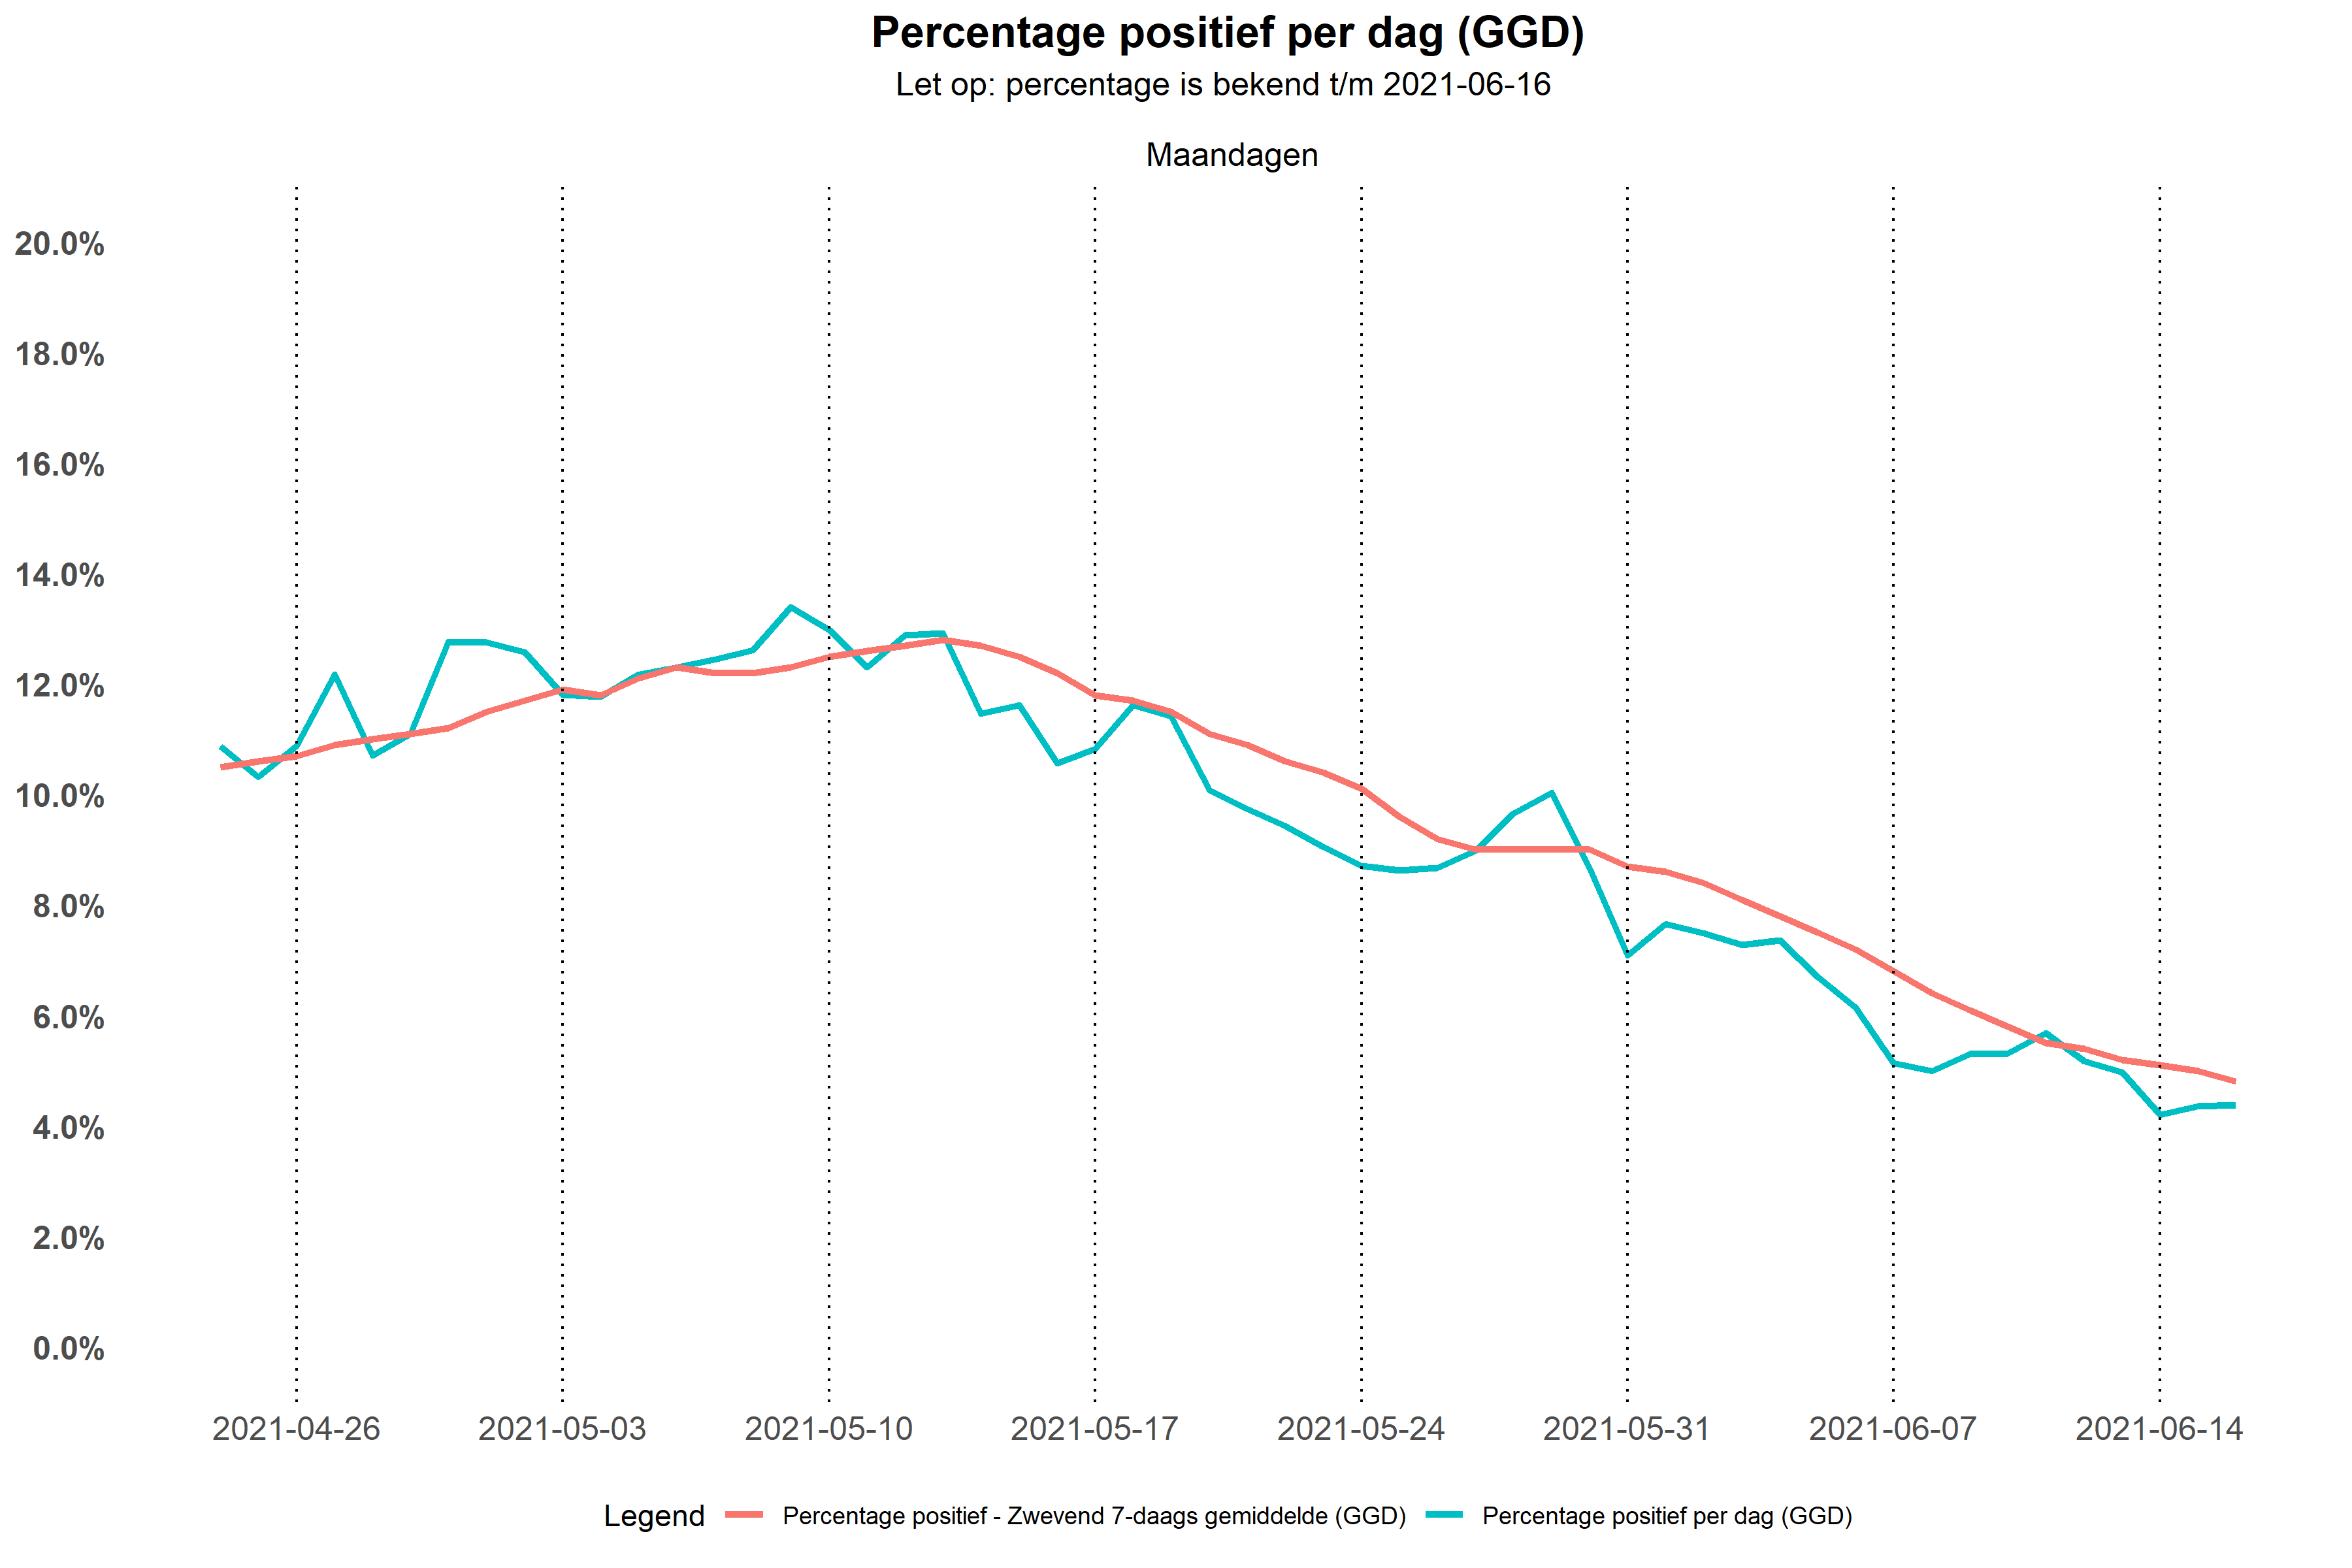 Percentage positief per dag (GGD)
Let op: percentage is bekend t/m 2021-06-16
Maandagen
20.0%
18.0%
16.0%
14.0%
12.0%
10.0%
8.0%
6.0%
4.0%
2.0%
0.0%
2021-04-26 2021-05-03 2021-05-10 2021-05-17 2021-05-24 2021-05-31 2021-06-07 2021-06-14
Legend Percentage positief - Zwevend 7-daags gemiddelde (GGD) Percentage positief per dag (GGD)